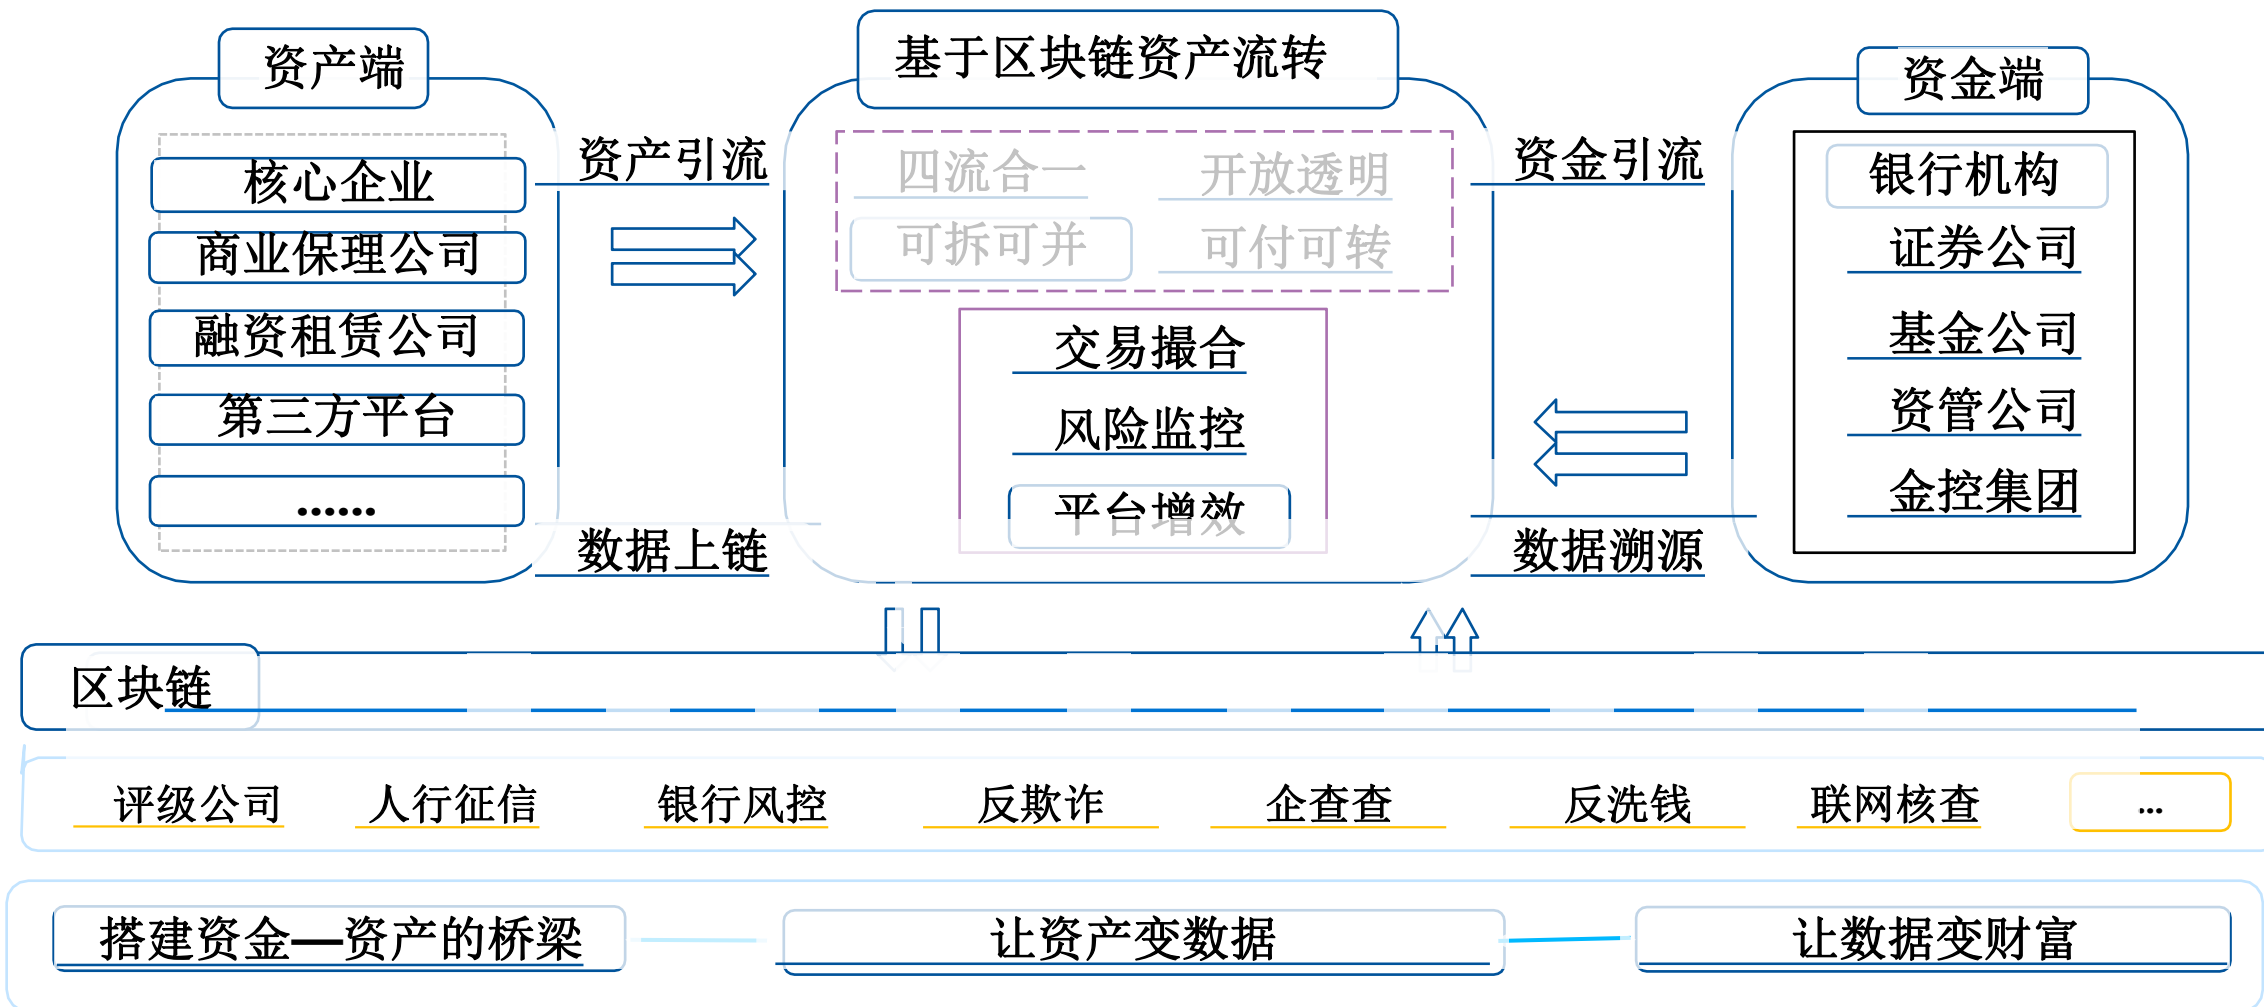 资产端
基于区块链资产流转
资金端
核心企业
商业保理公司
融资租赁公司
第三方平台
......
资产引流
数据上链
四流合一
开放透明
可拆可并
可付可转
交易撮合
风险监控
平台增效
资金引流
数据溯源
银行机构
证券公司
基金公司
资管公司
金控集团
区块链
评级公司
人行征信
银行风控
反欺诈
企查查
反洗钱
联网核查
...
搭建资金—资产的桥梁
让资产变数据
让数据变财富